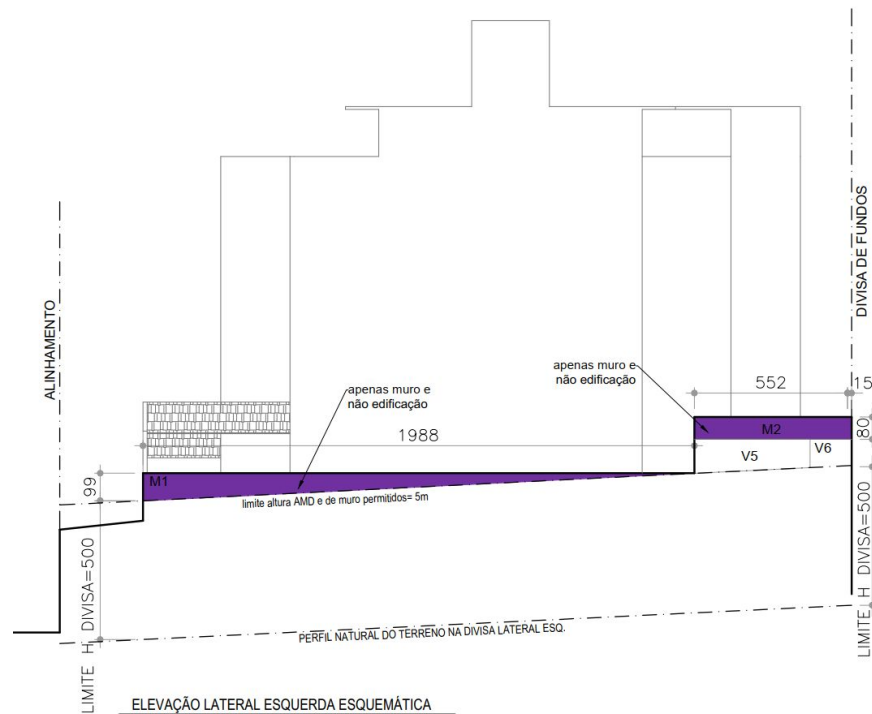 ALINHAMENTO
DIVISA DE FUNDOS
apenas muro e
não edificação
apenas muro e
não edificação
552
15
1988
M2
80
V5
V6
99
M1
limite altura AMD e de muro permitidos= 5m
LIMITE H DIVISA=500
LIMITE H DIVISA=500
PERFIL NATURAL DO TERRENO NA DIVISA LATERAL ESQ.
ELEVAÇÃO LATERAL ESQUERDA ESQUEMÁTICA